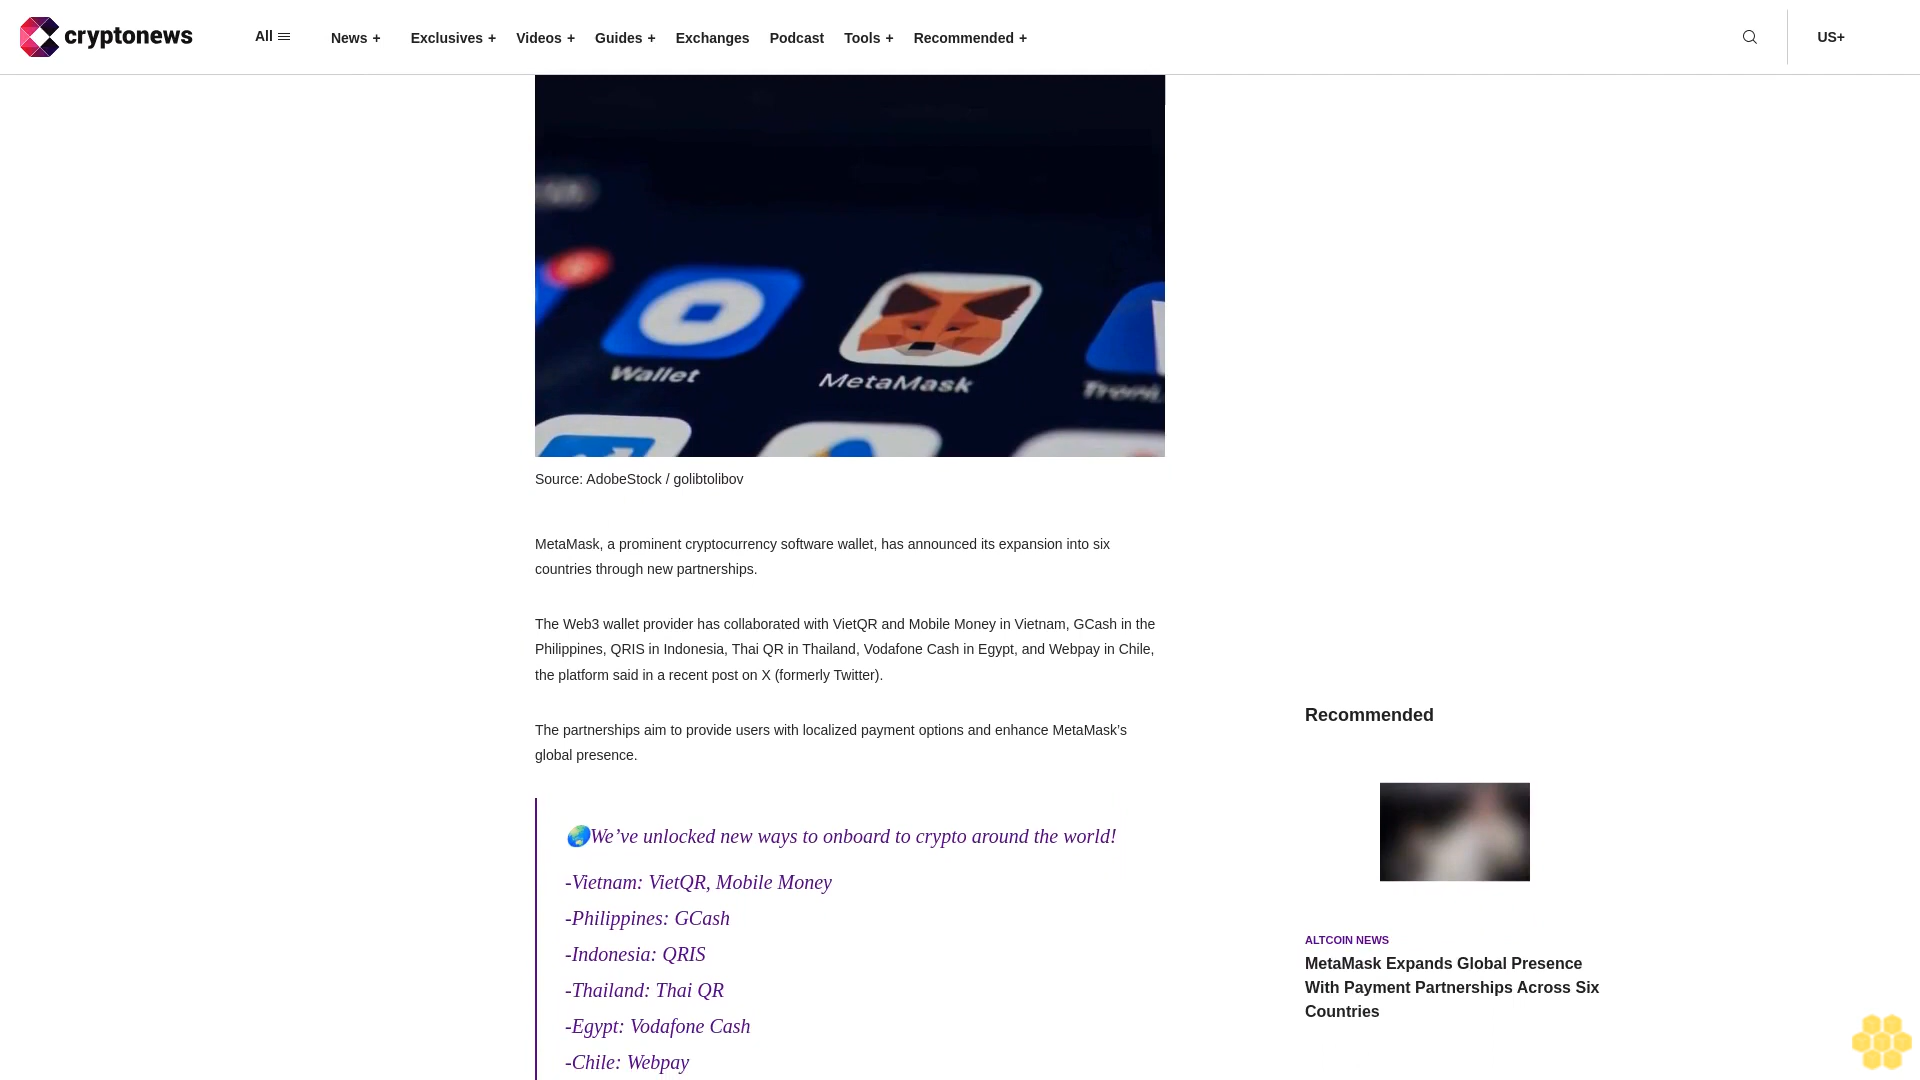 cryptonews
All
News +
Exclusives +
Videos +
Guides +
Exchanges
Podcast
Tools +
Recommended +
US+
Wallet
MetaMask
Source: AdobeStock / golibtolibov
MetaMask, a prominent cryptocurrency software wallet, has announced its expansion into six
countries through new partnerships.
The Web3 wallet provider has collaborated with VietQR and Mobile Money in Vietnam, GCash in the
Philippines, QRIS in Indonesia, Thai QR in Thailand, Vodafone Cash in Egypt, and Webpay in Chile,
the platform said in a recent post on X (formerly Twitter).
The partnerships aim to provide users with localized payment options and enhance MetaMask’s
global presence.
🌏We’ve unlocked new ways to onboard to crypto around the world!
-Vietnam: VietQR, Mobile Money
-Philippines: GCash
-Indonesia: QRIS
-Thailand: Thai QR
-Egypt: Vodafone Cash
-Chile: Webpay
Recommended
ALTCOIN NEWS
MetaMask Expands Global Presence
With Payment Partnerships Across Six
Countries